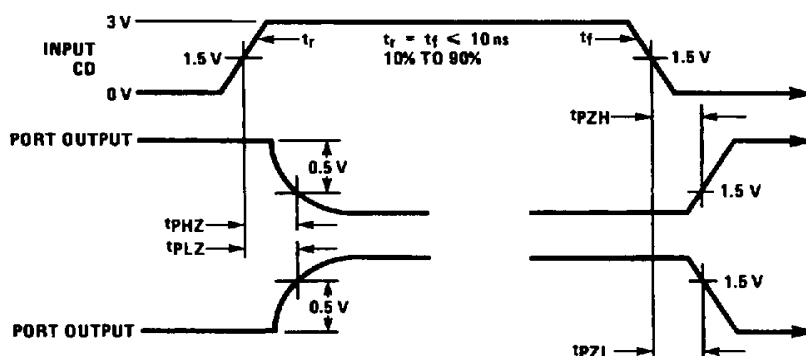 3 V
INPUT
CD
1.5 V
0 V
tr
tr = tf < 10 ns
10% TO 90%
tf
1.5 V
PORT OUTPUT
0.5 V
tPZH
1.5 V
tPHZ
tPLZ
0.5 V
1.5 V
PORT OUTPUT
tPZL